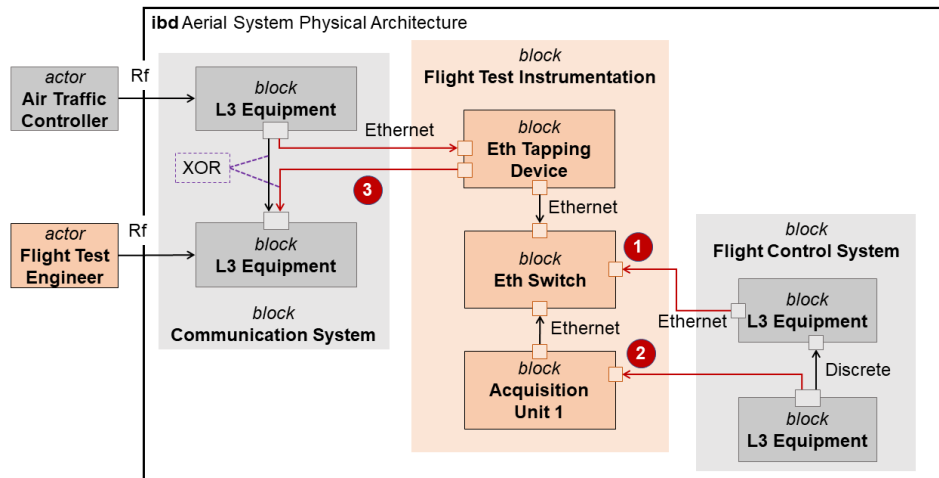 ibd Aerial System Physical Architecture
actor
Air Traffic
Controller
Rf
block
L3 Equipment
XOR
actor
Flight Test
Engineer
Rf
block
L3 Equipment
block
Communication System
block
Flight Test Instrumentation
Ethernet
block
Eth Tapping
Device
3
Ethernet
block
Eth Switch
1
Ethernet
block
Acquisition
Unit 1
2
block
Flight Control System
block
L3 Equipment
Ethernet
Discrete
block
L3 Equipment